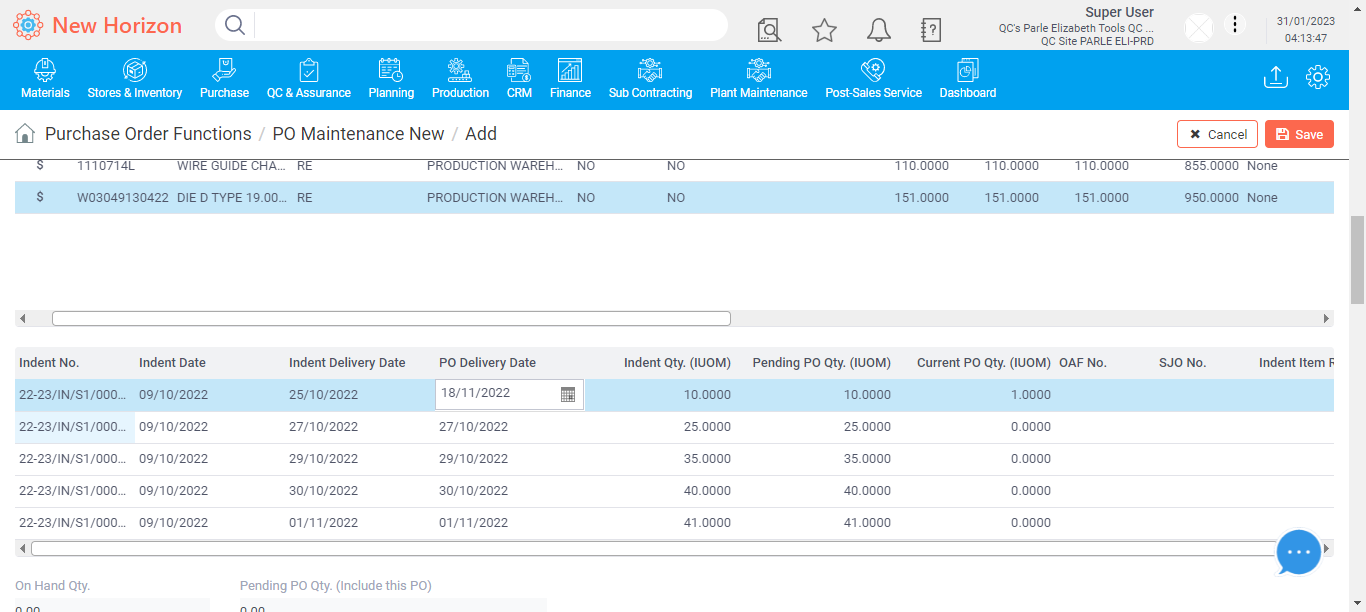 New Horizon
Super User
QC's Parle Elizabeth Tools QC ...
QC Site PARLE ELI-PRD
31/01/2023
04:13:47
Materials Stores & Inventory Purchase QC & Assurance Planning Production CRM Finance Sub Contracting Plant Maintenance Post-Sales Service Dashboard
Purchase Order Functions / PO Maintenance New / Add
Cancel Save
$ 1110714L WIRE GUIDE CHA... RE PRODUCTION WAREH... NO NO 110.0000 110.0000 110.0000 855.0000 None
$ W03049130422 DIE D TYPE 19.00... RE PRODUCTION WAREH... NO NO 151.0000 151.0000 151.0000 950.0000 None
Indent No. Indent Date Indent Delivery Date PO Delivery Date Indent Qty. (IUOM) Pending PO Qty. (IUOM) Current PO Qty. (IUOM) OAF No. SJO No. Indent Item R
22-23/IN/S1/000... 09/10/2022 25/10/2022 18/11/2022 10.0000 10.0000 1.0000
22-23/IN/S1/000... 09/10/2022 27/10/2022 27/10/2022 25.0000 25.0000 0.0000
22-23/IN/S1/000... 09/10/2022 29/10/2022 29/10/2022 35.0000 35.0000 0.0000
22-23/IN/S1/000... 09/10/2022 30/10/2022 30/10/2022 40.0000 40.0000 0.0000
22-23/IN/S1/000... 09/10/2022 01/11/2022 01/11/2022 41.0000 41.0000 0.0000
On Hand Qty. Pending PO Qty. (Include this PO)
0.00 0.00